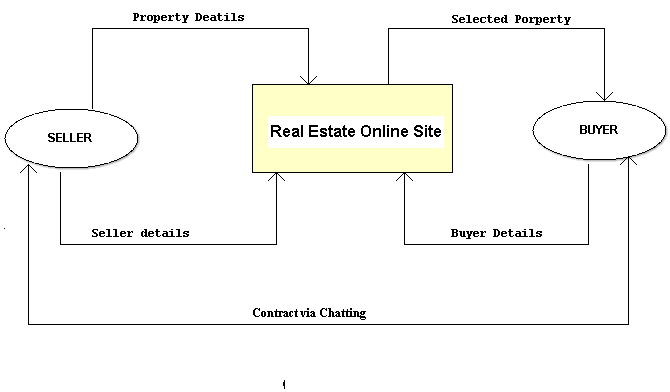 Property Deatils
Selected Porperty
SELLER
Real Estate Online Site
BUYER
Seller details
Buyer Details
Contract via Chatting